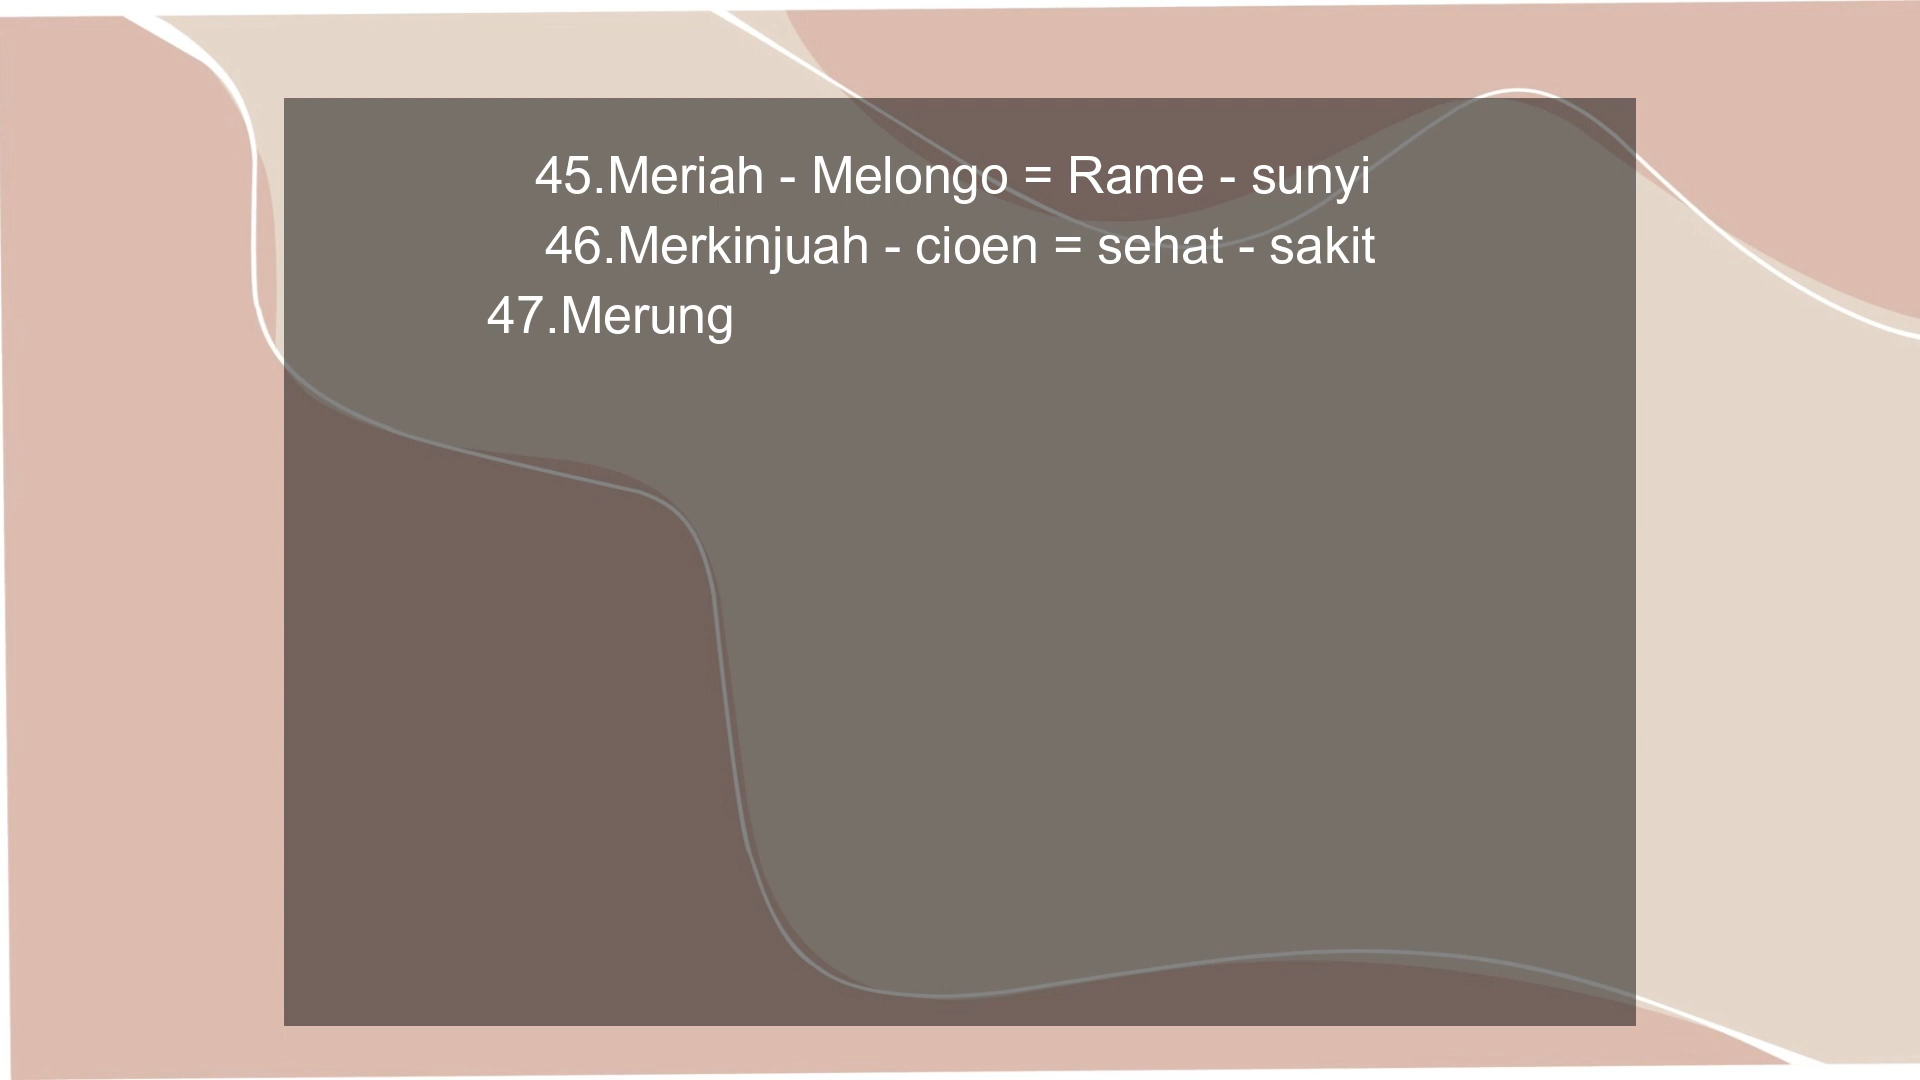 45.Meriah - Melongo = Rame - sunyi
46.Merkinjuah - cioen = sehat - sakit
47.Merung